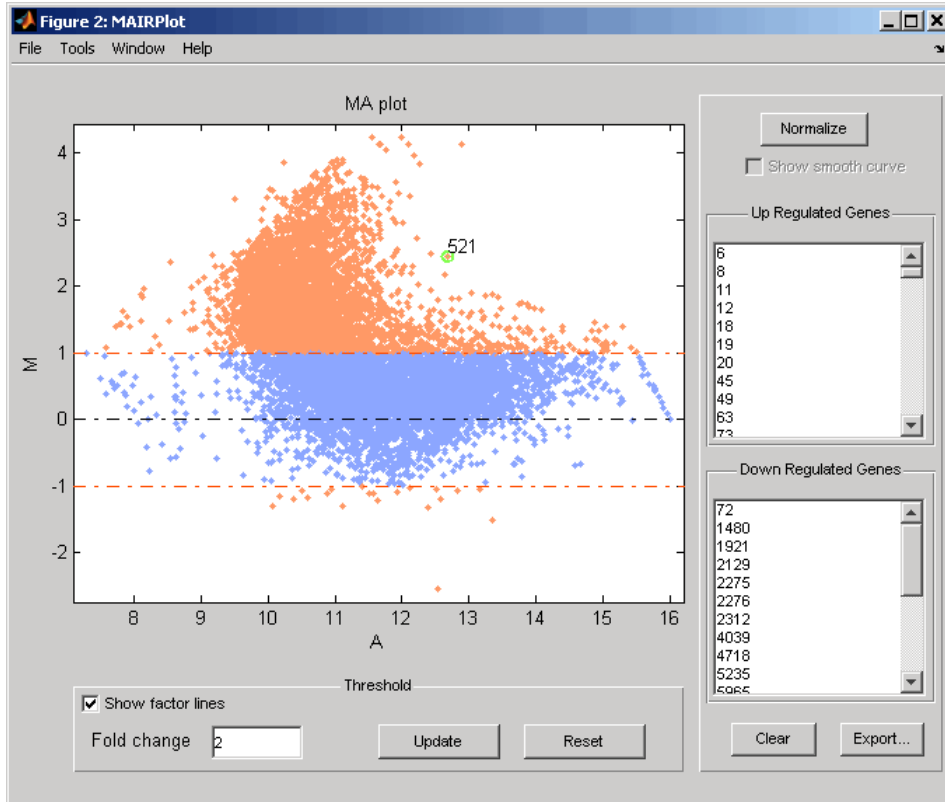 Figure 2: MAIRPlot
File Tools Window Help
MA plot
521
4
3
2
1
0
-1
-2
M
8 9 10 11 12 13 14 15 16
A
Normalize
Show smooth curve
Up Regulated Genes
6
8
11
12
18
19
20
45
49
63
73
Down Regulated Genes
72
1480
1921
2129
2275
2276
2312
4039
4718
5235
5965
Threshold
Show factor lines
Fold change 2
Update
Reset
Clear
Export...